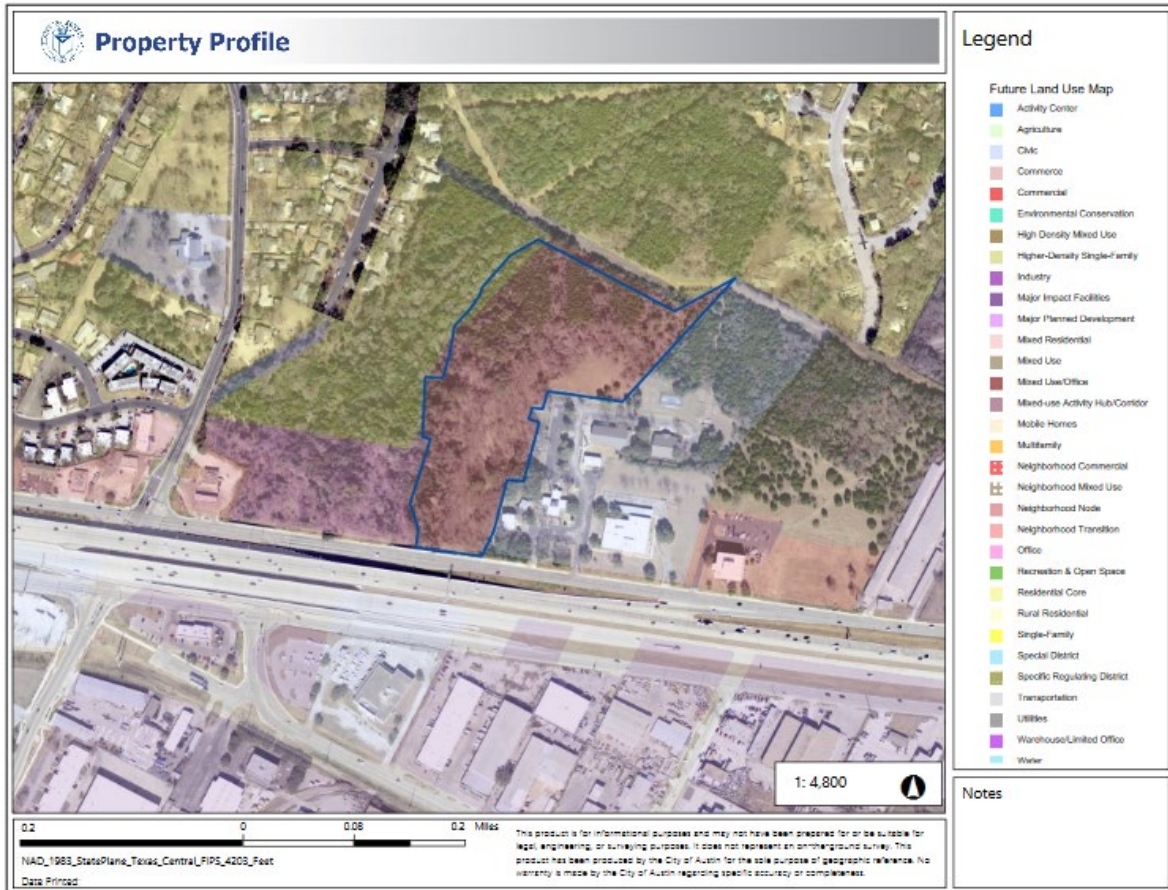 Property Profile
Legend
Future Land Use Map
Activity Center
Agriculture
Civic
Commerce
Commercial
Environmental Conservation
High Density Mixed Use
Higher-Density Single-Family
Industry
Major Impact Facilities
Major Planned Development
Mixed Residential
Mixed Use
Mixed Use/Office
Mixed-use Activity Hub/Corridor
Mobile Homes
Multifamily
Neighborhood Commercial
Neighborhood Mixed Use
Neighborhood Node
Neighborhood Transition
Office
Recreation & Open Space
Residential Core
Rural Residential
Single-Family
Special District
Specific Regulating District
Transportation
Utilities
Warehouse/Limited Office
Water
1: 4,800
Notes
0.2 0 0.08 0.2 Miles
NAD_1983_StatePlane_Texas_Central_FIPS_4203_Feet
Date Printed:
This product is for informational purposes and may not have been prepared for or be suitable for
legal, engineering, or surveying purposes. It does not represent an on-the-ground survey. This
product has been produced by the City of Austin for the sole purpose of geographic reference. No
warranty is made by the City of Austin regarding specific accuracy or completeness.